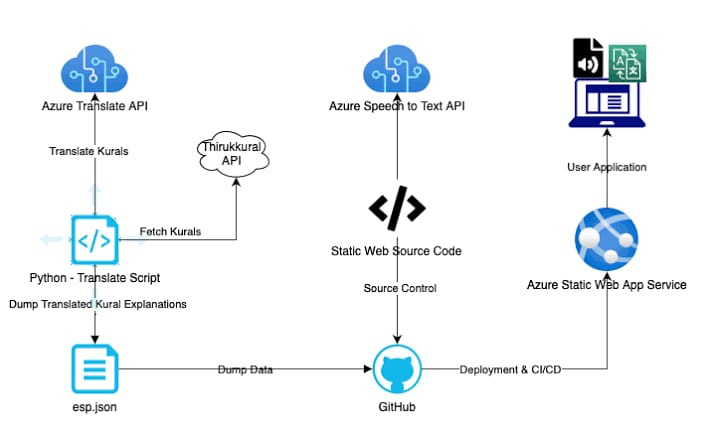 Azure Translate API
Azure Speech to Text API
Translate Kurals
Thirukkural
API
User Application
Fetch Kurals
Static Web Source Code
Python - Translate Script
Azure Static Web App Service
Source Control
Dump Translated Kural Explanations
Dump Data
Deployment & CI/CD
esp.json
GitHub